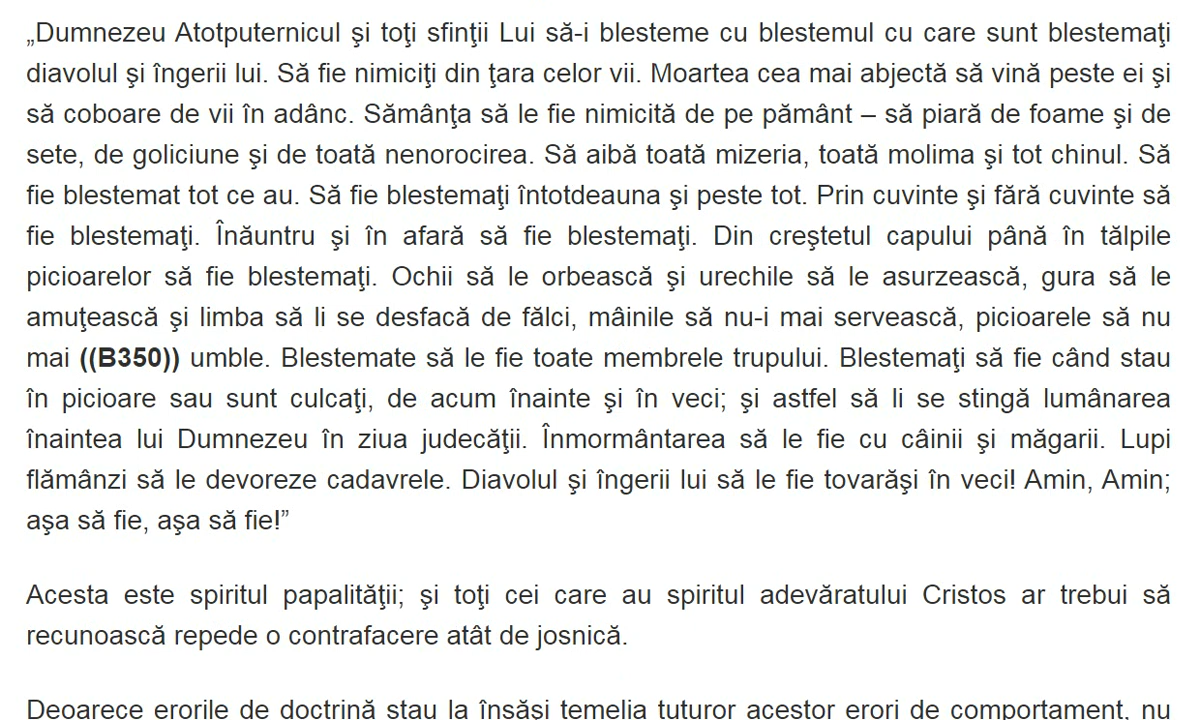 „Dumnezeu Atotputernicul şi toţi sfinţii Lui să-i blesteme cu blestemul cu care sunt blestemaţi
diavolul şi îngerii lui. Să fie nimiciţi din ţara celor vii. Moartea cea mai abjectă să vină peste ei şi
să coboare de vii în adânc. Sămânţa să le fie nimicită de pe pământ – să piară de foame şi de
sete, de goliciune şi de toată nenorocirea. Să aibă toată mizeria, toată molima şi tot chinul. Să
fie blestemat tot ce au. Să fie blestemaţi întotdeauna şi peste tot. Prin cuvinte şi fără cuvinte să
fie blestemaţi. Înăuntru şi în afară să fie blestemaţi. Din creştetul capului până în tălpile
picioarelor să fie blestemaţi. Ochii să le orbească şi urechile să le asurzească, gura să le
amuţească şi limba să li se desfacă de fălci, mâinile să nu-i mai servească, picioarele să nu
mai ((B350)) umble. Blestemate să le fie toate membrele trupului. Blestemaţi să fie când stau
în picioare sau sunt culcaţi, de acum înainte şi în veci; şi astfel să li se stingă lumânarea
înaintea lui Dumnezeu în ziua judecăţii. Înmormântarea să le fie cu câinii şi măgarii. Lupi
flămânzi să le devoreze cadavrele. Diavolul şi îngerii lui să le fie tovarăşi în veci! Amin, Amin;
aşa să fie, aşa să fie!”
Acesta este spiritul papalităţii; şi toţi cei care au spiritul adevăratului Cristos ar trebui să
recunoască repede o contrafacere atât de josnică.
Deoarece erorile de doctrină stau la însăşi temelia tuturor acestor erori de comportament, nu